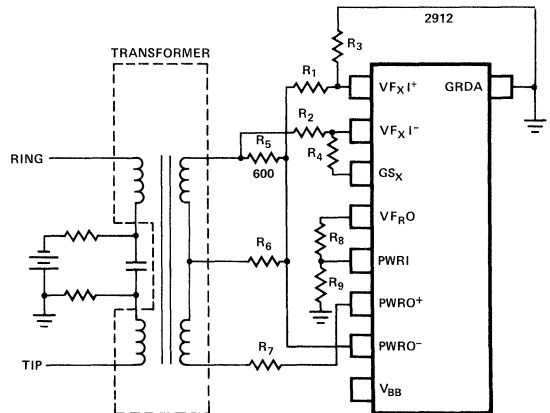 2912
TRANSFORMER
R3
R1
VFXI+
GRDA
R2
VFXI-
R5
R4
RING
600
GSX
VFRO
R8
R6
PWRI
R9
PWRO+
R7
PWRO-
TIP
VBB